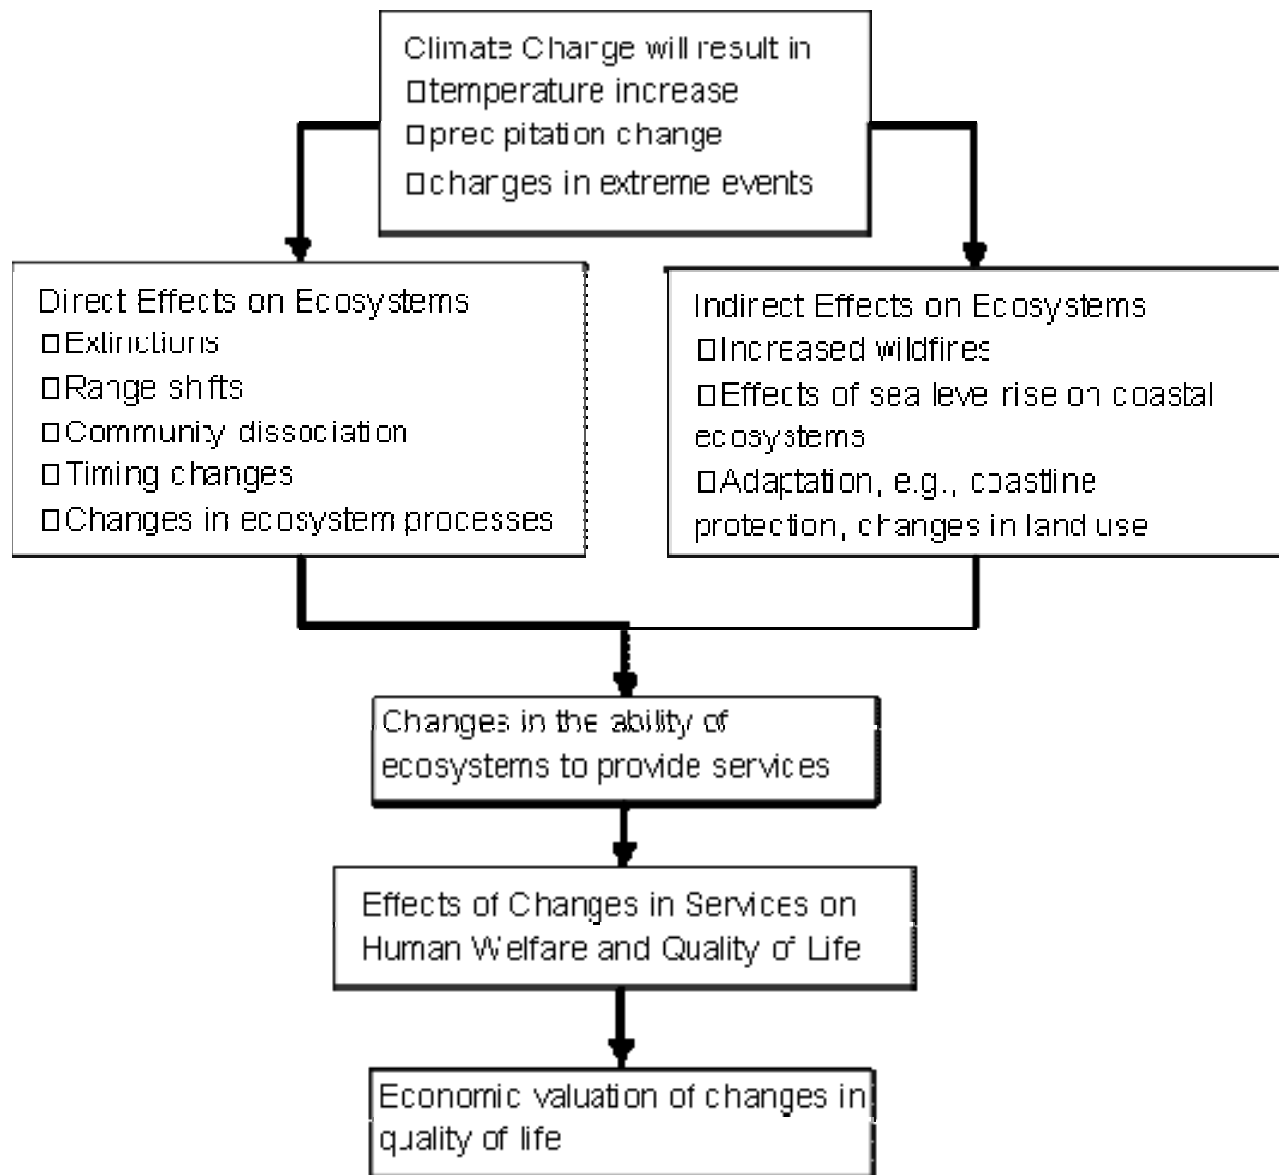 Climate Change will result in
□temperature increase
□prec pitation change
□changes in extreme events
Direct Effects on Ecosystems
□Extinctions
□Range shifts
□Community dissociation
□Timing changes
□Changes in ecosystem processes
Indirect Effects on Ecosystems
□Increased wildfires
□Effects of sea leve rise on coastal
ecosystems
□Adaptation, e.g., coastline
protection, changes in land use
Changes in the ability of
ecosystems to provide services
Effects of Changes in Services on
Human Welfare and Quality of Life
Economic valuation of changes in
quality of life